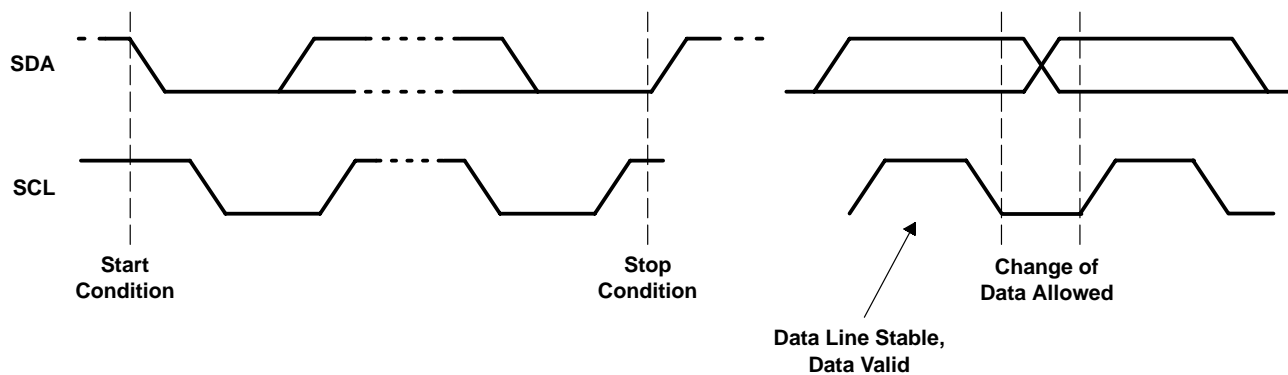 SDA
SCL
Start
Condition
Stop
Condition
Change of
Data Allowed
Data Line Stable,
Data Valid